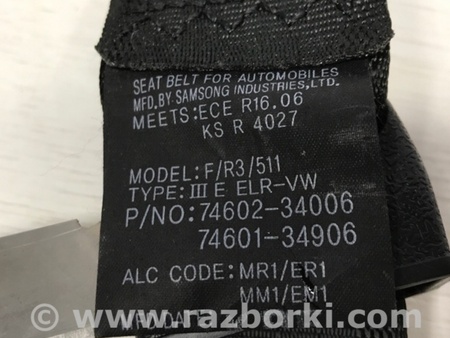 SEAT BELT FOR AUTOMOBILES
MFD.BY SAMSONG INDUSTRIES,LTD.
MEETS:ECE R16.06
KS R 4027
MODEL:F/R3/511
TYPE:III E ELR-VW
P/NO:74602-34006
74601-34906
ALC CODE:MR1/ER1
MM1/EM1
© www.razborki.com